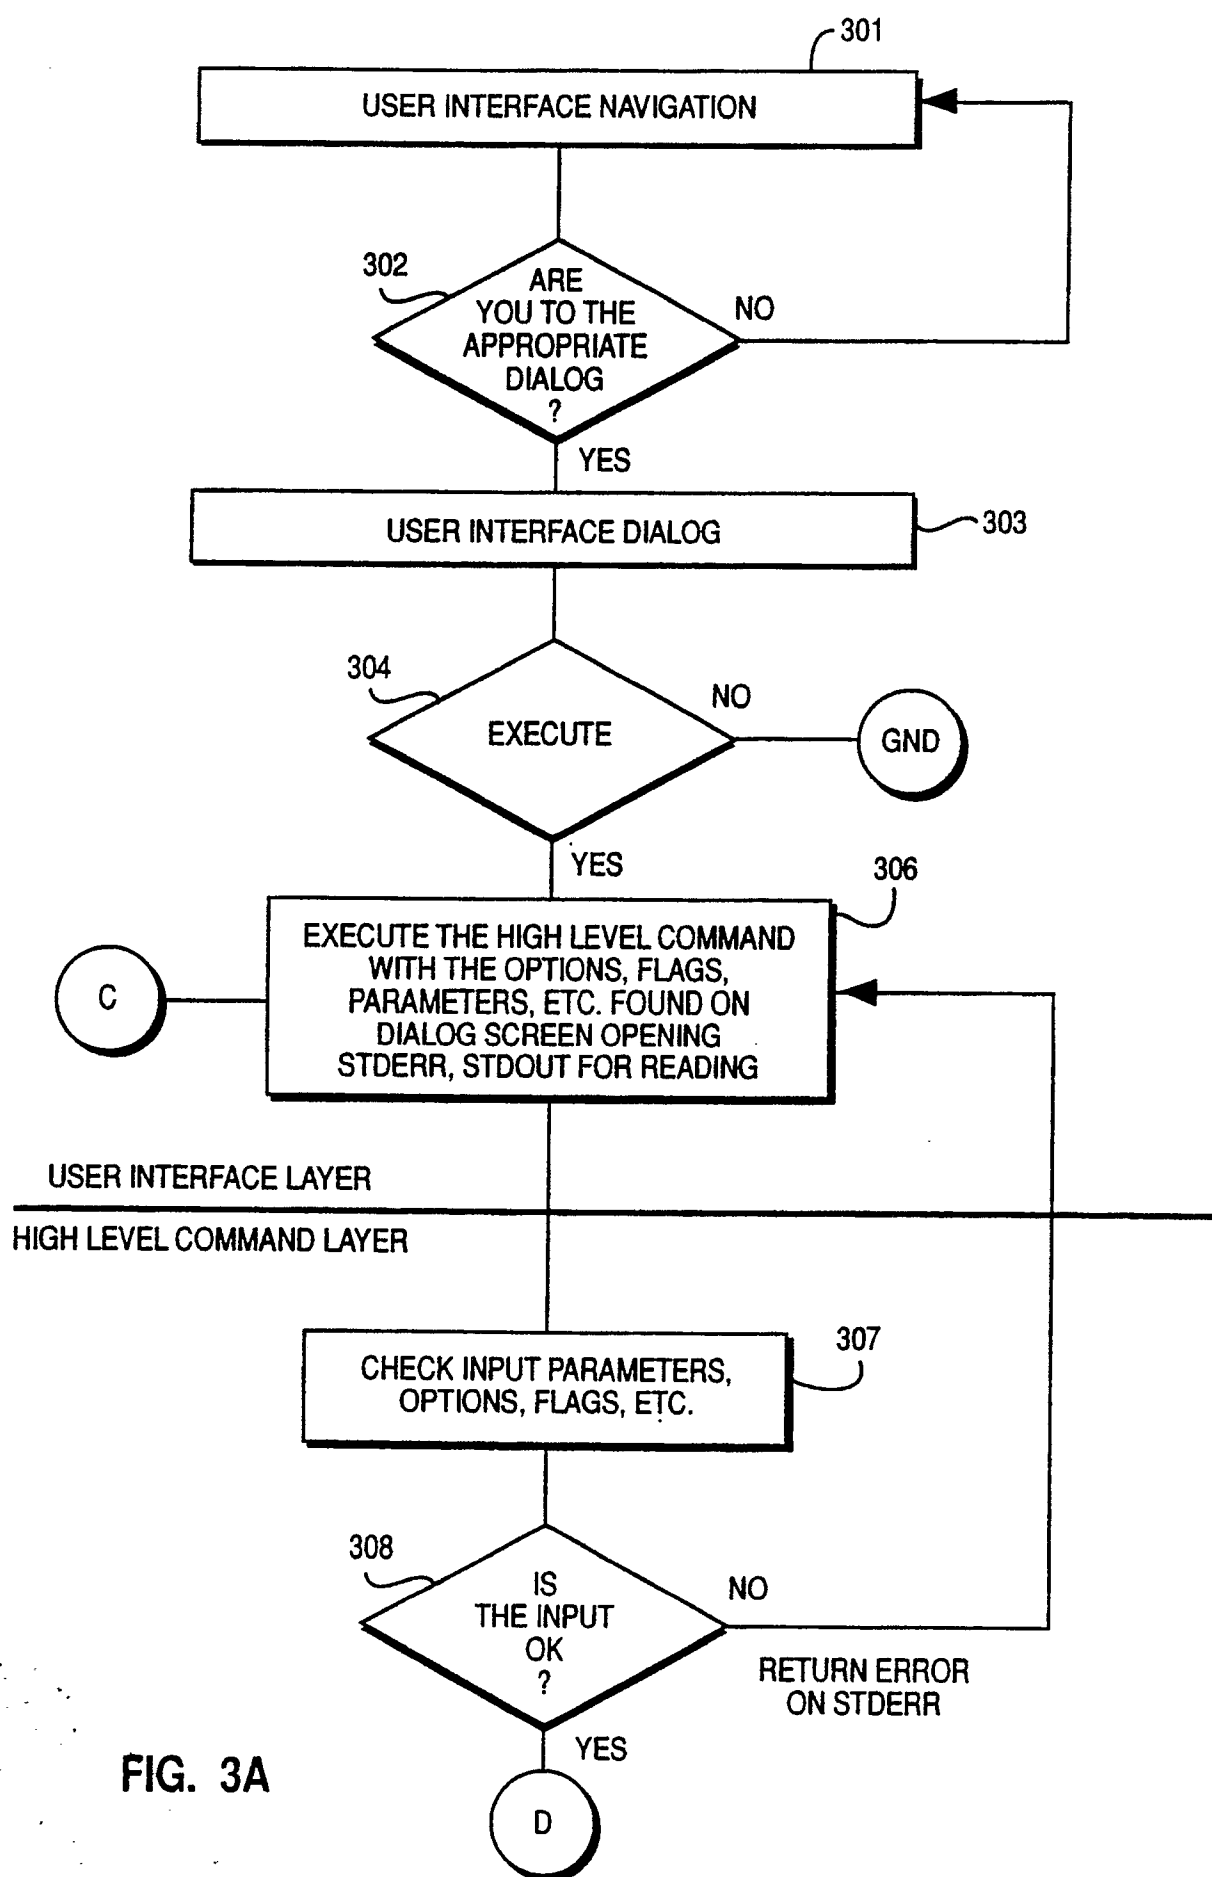 301
USER INTERFACE NAVIGATION
302
ARE
YOU TO THE
APPROPRIATE
DIALOG
?
NO
YES
USER INTERFACE DIALOG
303
304
EXECUTE
NO
GND
YES
306
EXECUTE THE HIGH LEVEL COMMAND
WITH THE OPTIONS, FLAGS,
PARAMETERS, ETC. FOUND ON
DIALOG SCREEN OPENING
STDERR, STDOUT FOR READING
C
USER INTERFACE LAYER
HIGH LEVEL COMMAND LAYER
307
CHECK INPUT PARAMETERS,
OPTIONS, FLAGS, ETC.
308
IS
THE INPUT
OK
?
NO
RETURN ERROR
ON STDERR
YES
FIG. 3A
D